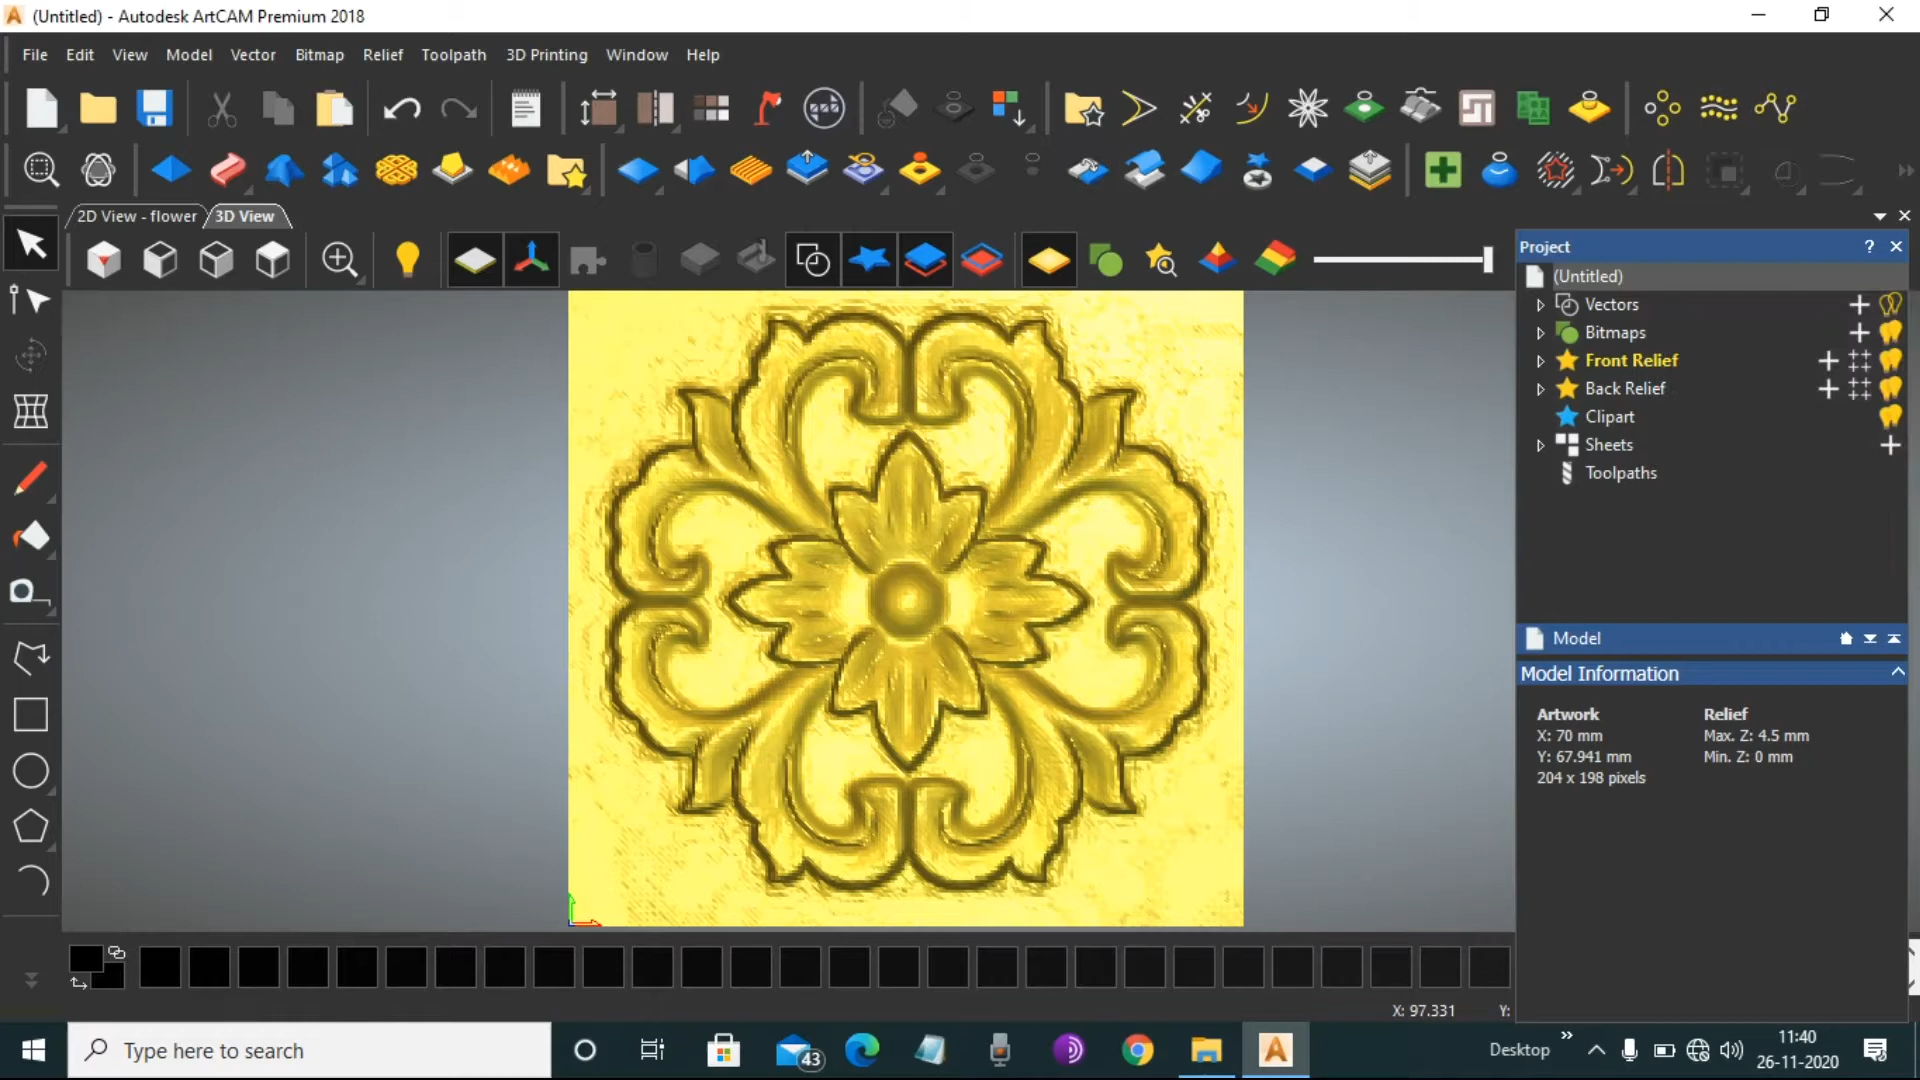 (Untitled) - Autodesk ArtCAM Premium 2018
File Edit View Model Vector Bitmap Relief Toolpath 3D Printing Window Help
2D View - flower 3D View
Project
(Untitled)
Vectors
Bitmaps
Front Relief
Back Relief
Clipart
Sheets
Toolpaths
Model
Model Information
Artwork Relief
X: 70 mm Max. Z: 4.5 mm
Y: 67.941 mm Min. Z: 0 mm
204 x 198 pixels
X: 97.331 Y:
Type here to search
43
Desktop
11:40
26-11-2020